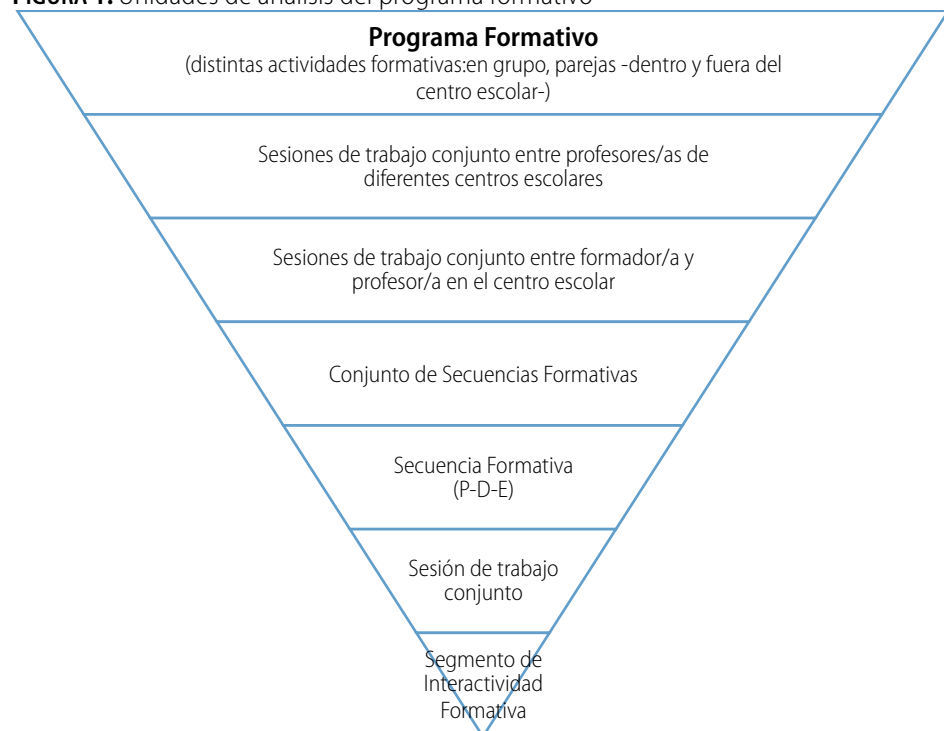 FIGURA 1. Unidades de análisis del programa formativo
Programa Formativo
(distintas actividades formativas:en grupo, parejas -dentro y fuera del
centro escolar-)
Sesiones de trabajo conjunto entre profesores/as de
diferentes centros escolares
Sesiones de trabajo conjunto entre formador/a y
profesor/a en el centro escolar
Conjunto de Secuencias Formativas
Secuencia Formativa
(P-D-E)
Sesión de trabajo
conjunto
Segmento de
Interactividad
Formativa